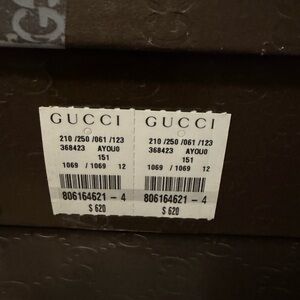 GUCCI GUCCI
210 /250 /061 /123 210 /250 /061 /123
368423 AYOU0 368423 AYOU0
151 151
1069 / 1069 12 1069 / 1069 12
806164621 - 4 806164621 - 4
$ 620 $ 620